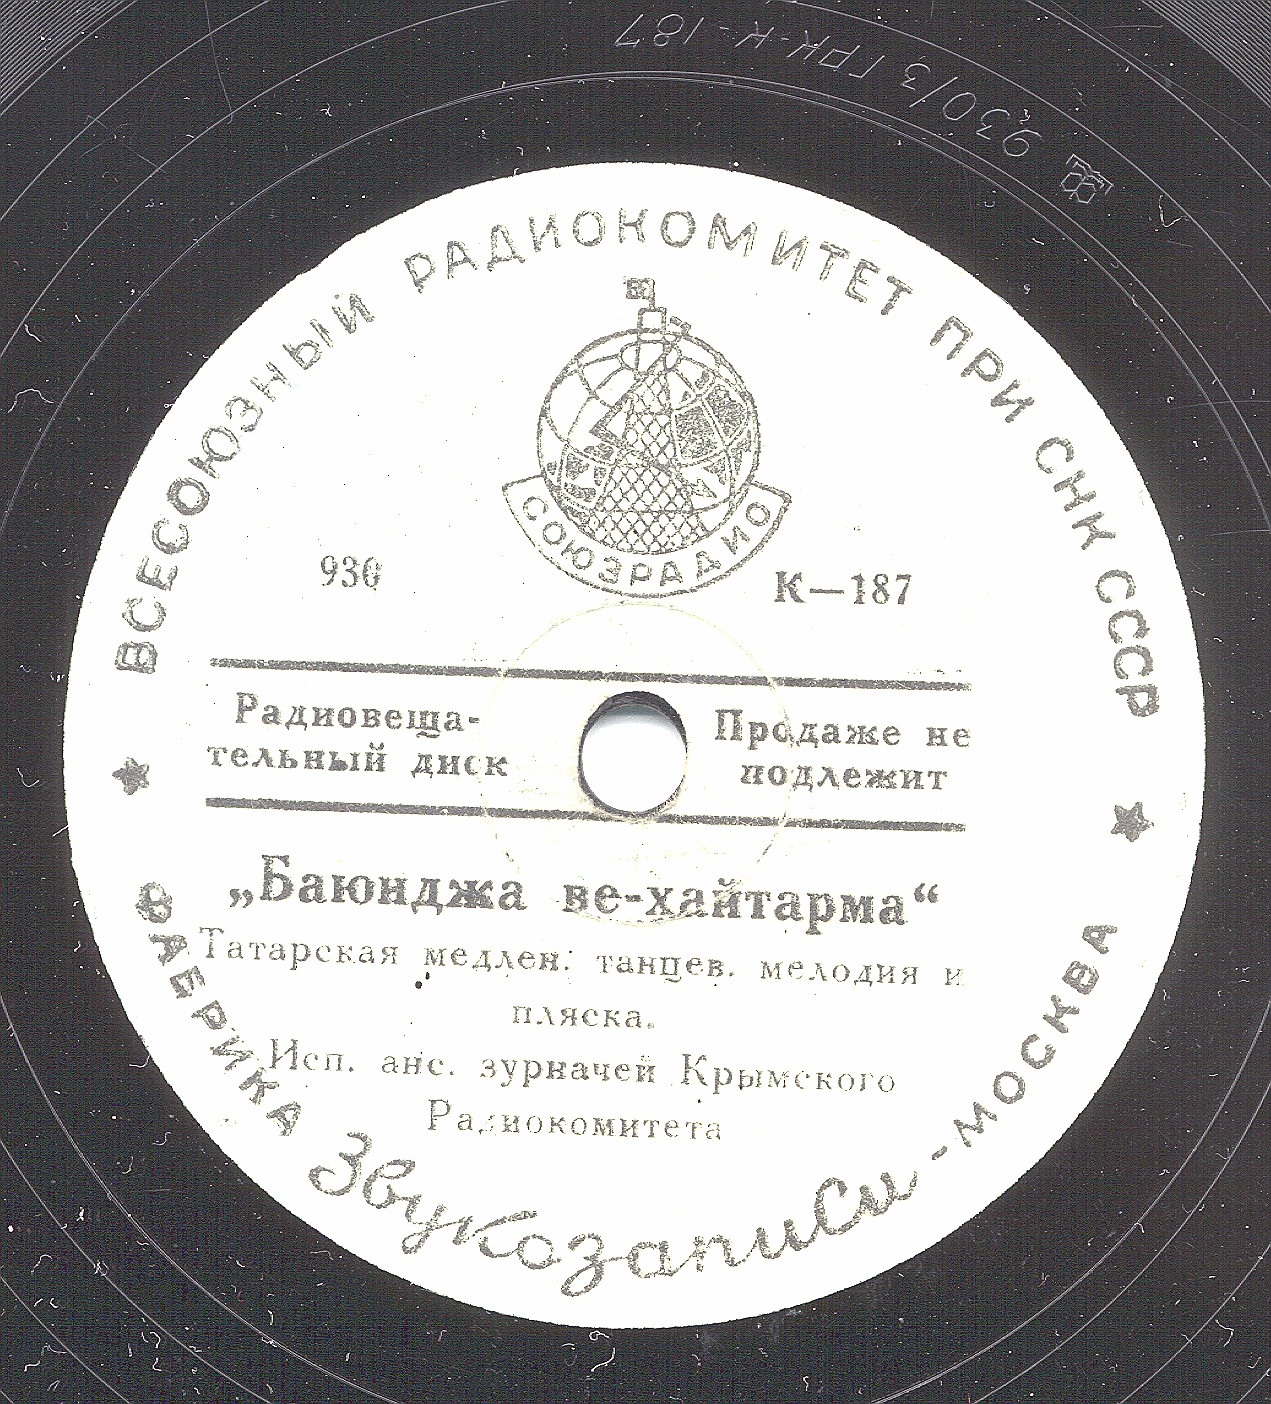 930/3 ГРК-К-187
ВСЕСОЮЗНЫЙ РАДИОКОМИТЕТ ПРИ СНК СССР
СОЮЗРАДИО
930
К—187
Радиовеща-
тельный диск
Продаже не
подлежит
„Баюнджа ве-хайтарма“
Татарская медлен. танцев. мелодия и
пляска.
Исп. анс. зурначей Крымского
Радиокомитета
ФАБРИКА Звукозаписи - МОСКВА